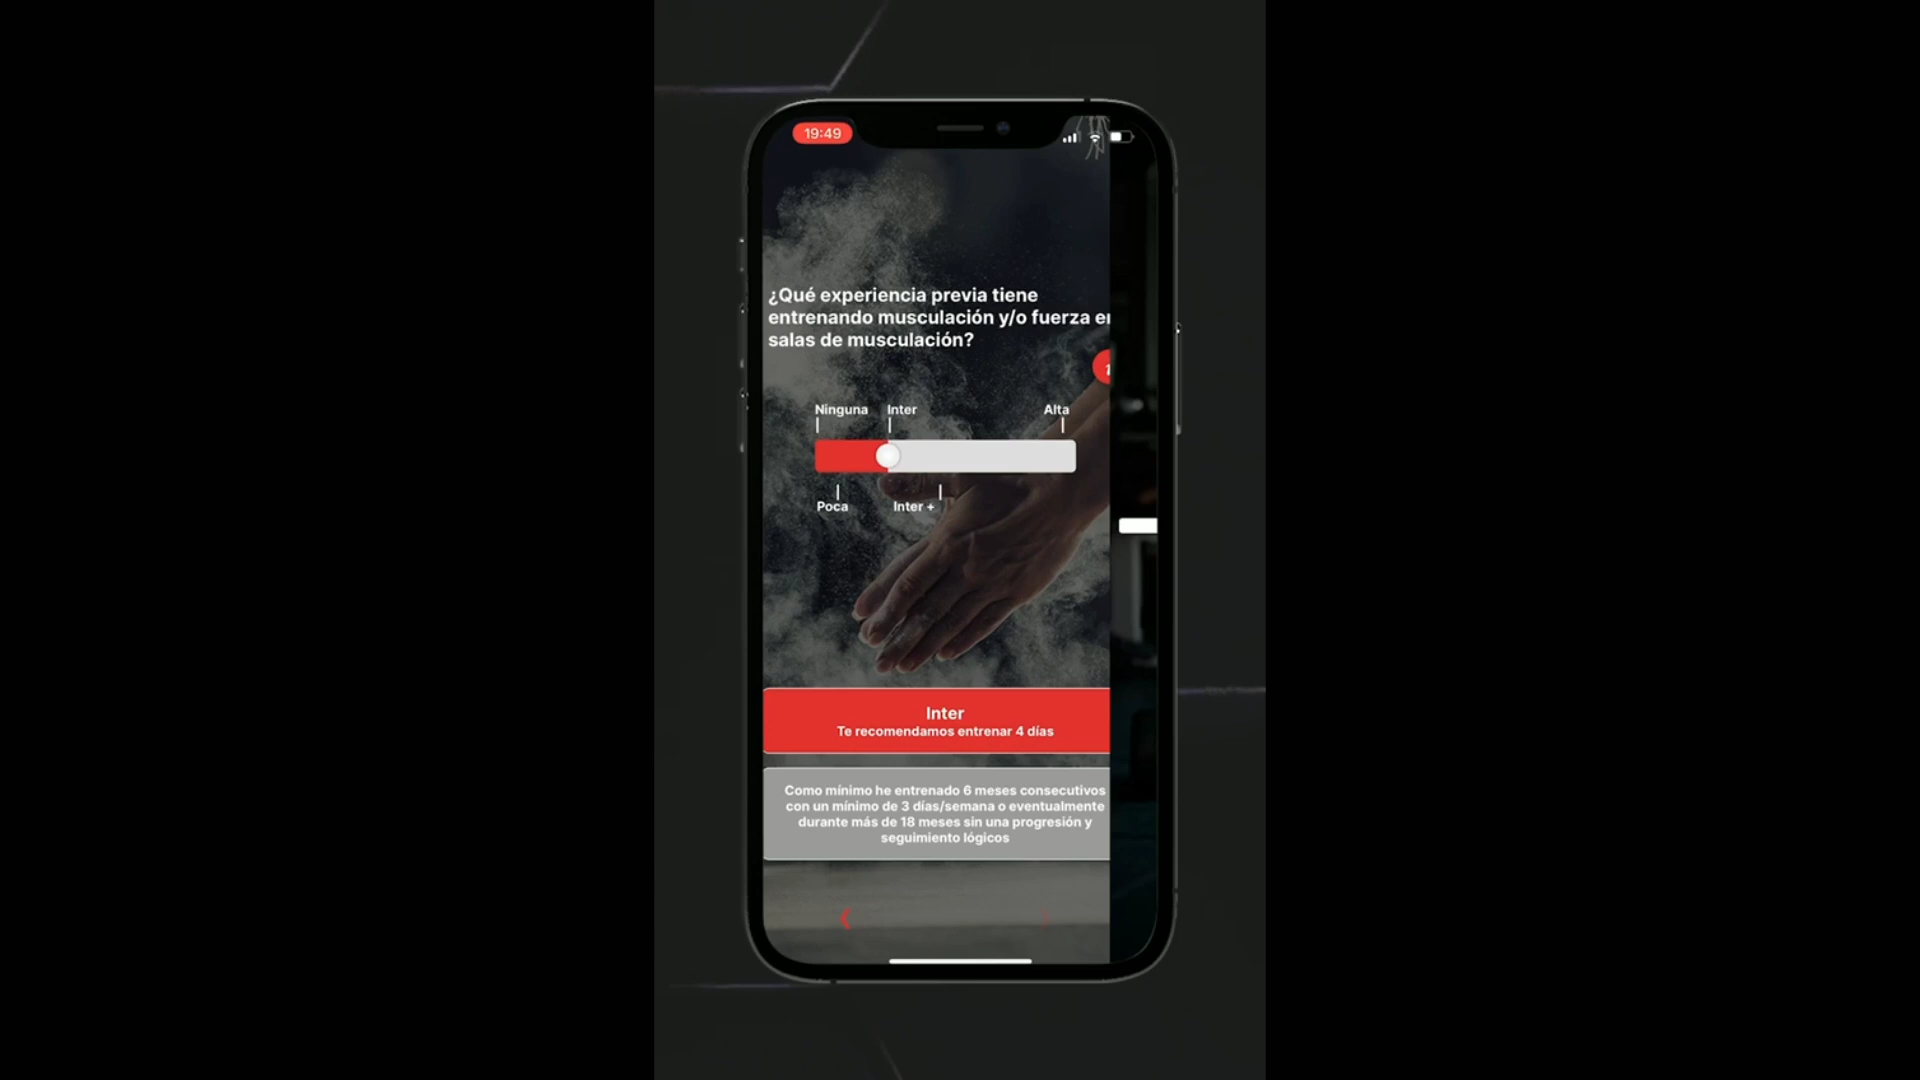 19:49
¿Qué experiencia previa tiene
entrenando musculación y/o fuerza
salas de musculación?
Ninguna Inter Alta
Poca Inter +
Inter
Te recomendamos entrenar 4 días
Como mínimo he entrenado 6 meses consecutivos
con un mínimo de 3 días/semana o eventualmente
durante más de 18 meses sin una progresión y
seguimiento lógicos